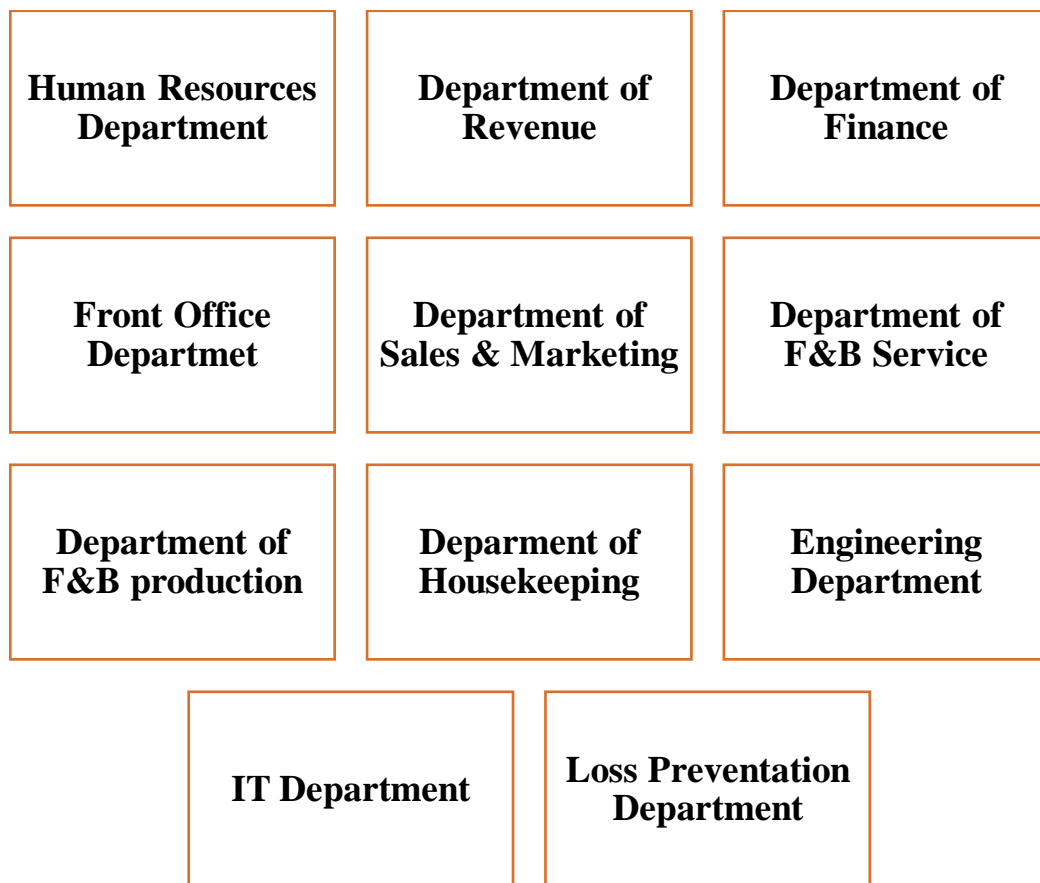 Human Resources
Department
Department of
Revenue
Department of
Finance
Front Office
Departmet
Department of
Sales & Marketing
Department of
F&B Service
Department of
F&B production
Deparment of
Housekeeping
Engineering
Department
IT Department
Loss Preventation
Department